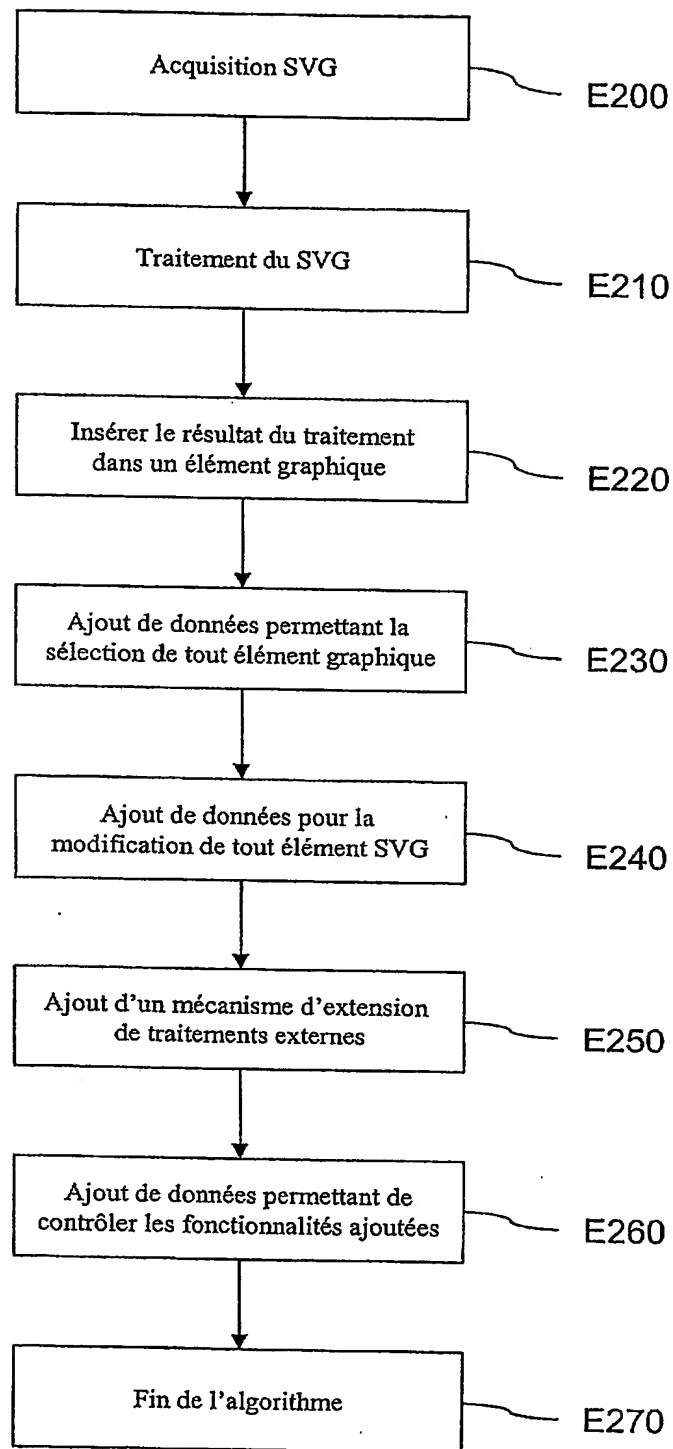 Acquisition SVG
E200
Traitement du SVG
E210
Insérer le résultat du traitement
dans un élément graphique
E220
Ajout de données permettant la
sélection de tout élément graphique
E230
Ajout de données pour la
modification de tout élément SVG
E240
Ajout d'un mécanisme d'extension
de traitements externes
E250
Ajout de données permettant de
contrôler les fonctionnalités ajoutées
E260
Fin de l'algorithme
E270